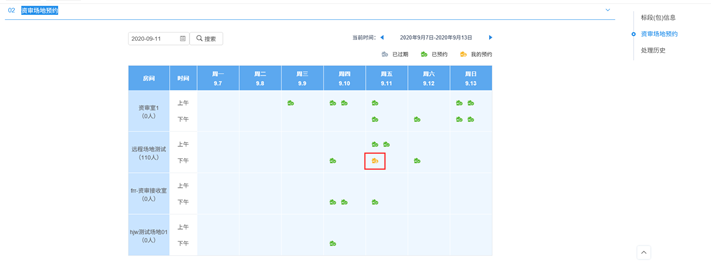 02 资审场地预约
标段(包)信息
资审场地预约
处理历史
2020-09-11 搜索
当前时间： 2020年9月7日-2020年9月13日
已过期 已预约 我的预约
房间 时间 周一 周二 周三 周四 周五 周六 周日
9.7 9.8 9.9 9.10 9.11 9.12 9.13
资审室1
（0人）
上午
下午
远程场地测试
（110人）
上午
下午
fn-资审接收室
（0人）
上午
下午
hjw测试场地01
（0人）
上午
下午